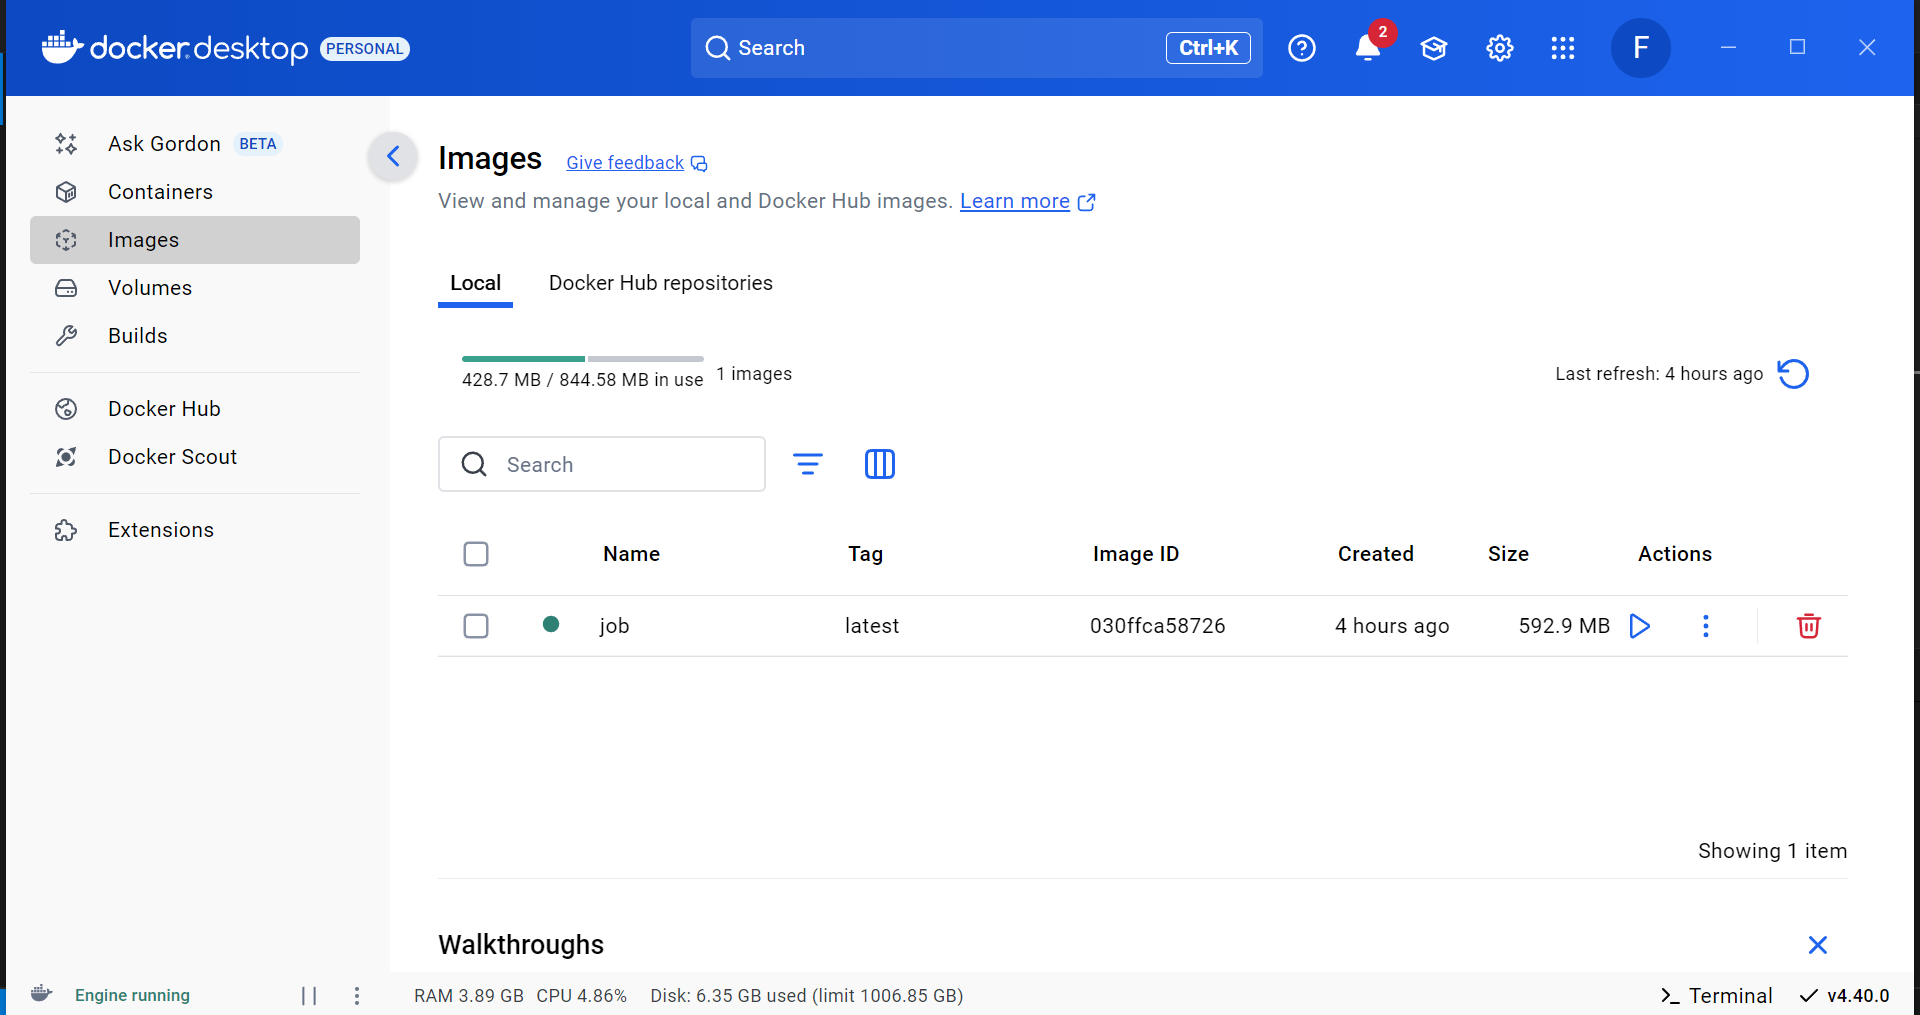 docker desktop PERSONAL
Search Ctrl+K
2
F
Ask Gordon BETA
Containers
Images
Volumes
Builds
Docker Hub
Docker Scout
Extensions
Images Give feedback
View and manage your local and Docker Hub images. Learn more
Local Docker Hub repositories
428.7 MB / 844.58 MB in use 1 images
Last refresh: 4 hours ago
Search
Name Tag Image ID Created Size Actions
job latest 030ffca58726 4 hours ago 592.9 MB
Showing 1 item
Walkthroughs
Engine running RAM 3.89 GB CPU 4.86% Disk: 6.35 GB used (limit 1006.85 GB) Terminal v4.40.0